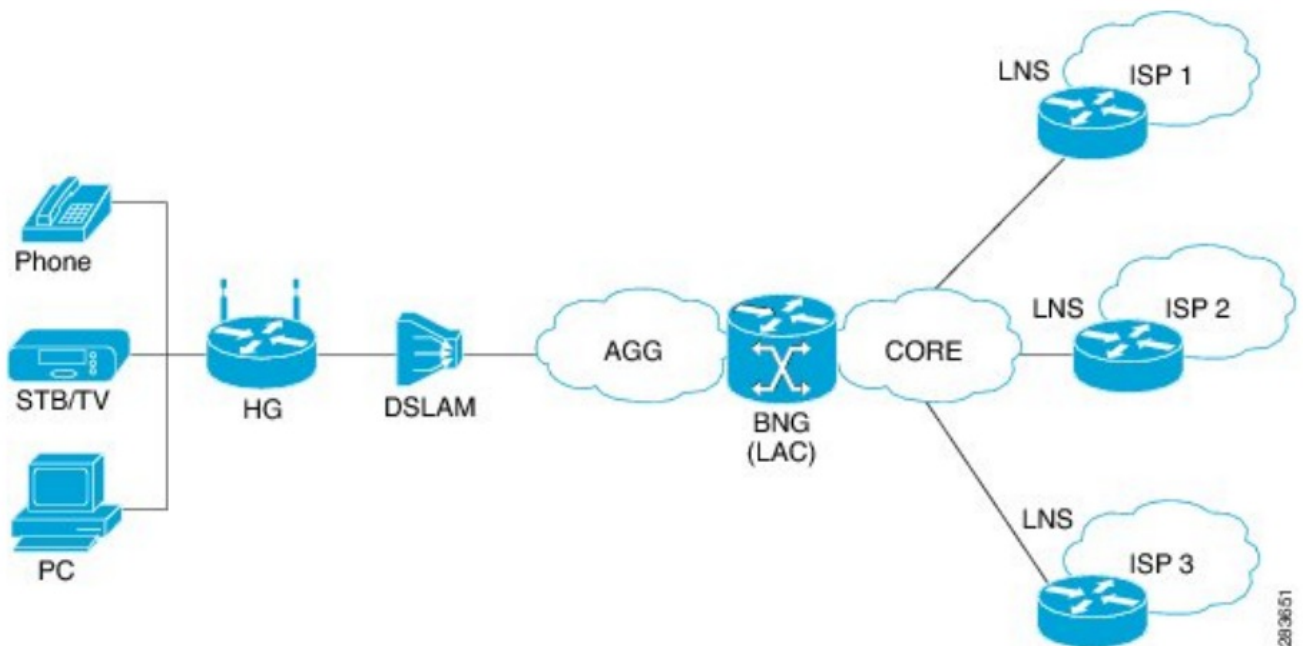 Phone
STB/TV
PC
HG
DSLAM
AGG
BNG
(LAC)
CORE
LNS
ISP 1
LNS
ISP 2
LNS
ISP 3
283651